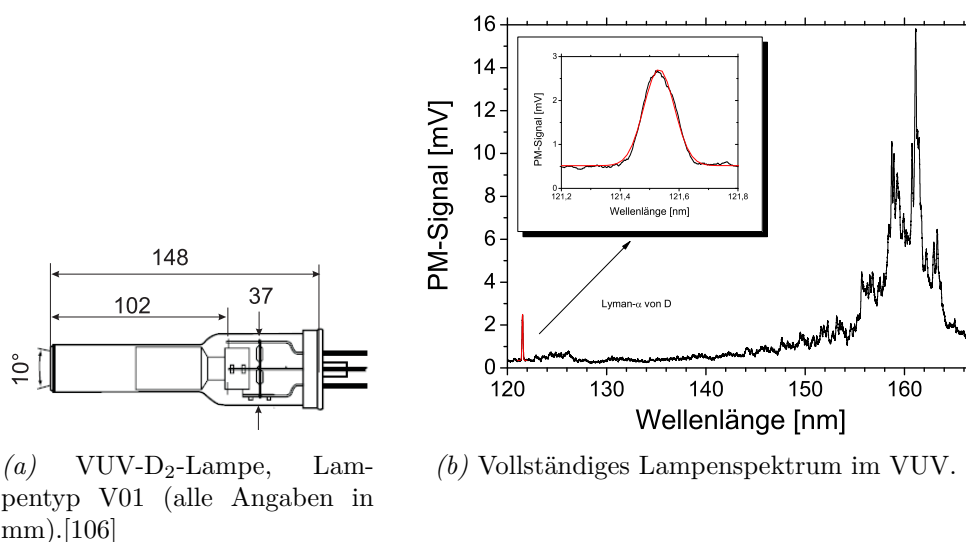 148
102
37
10°
(a) VUV-D₂-Lampe, Lam-
pentyp V01 (alle Angaben in
mm).[106]
16
14
12
10
8
6
4
2
0
PM-Signal [mV]
120
130
140
150
160
Wellenlänge [nm]
3
2
1
0
PM-Signal [mV]
121,2
121,4
121,6
121,8
Wellenlänge [nm]
Lyman-α von D
(b) Vollständiges Lampenspektrum im VUV.